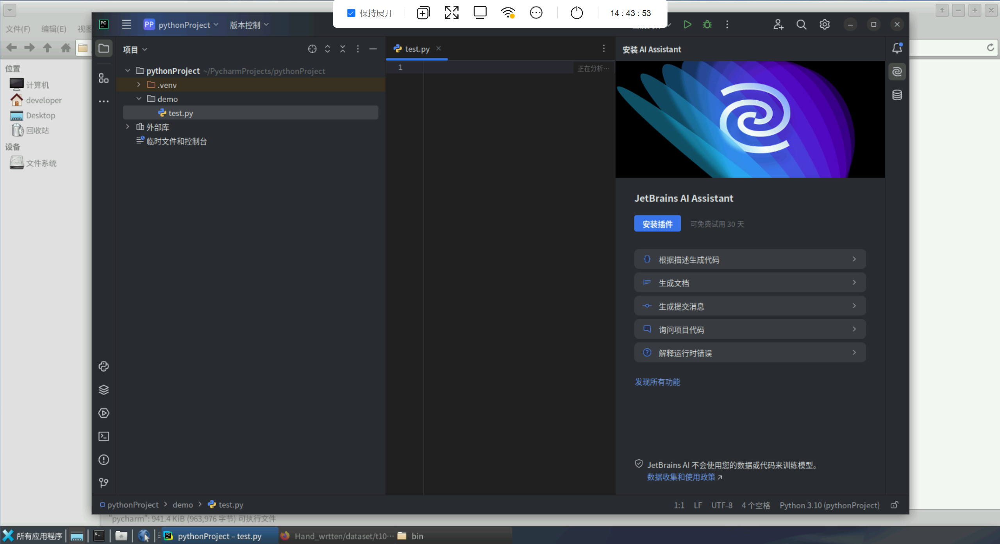 保持展开
14 : 43 : 53
文件(F)
编辑(E)
视图
PC
PP
pythonProject
版本控制
位置
计算机
developer
Desktop
回收站
设备
文件系统
项目
pythonProject ~/PycharmProjects/pythonProject
.venv
demo
test.py
外部库
临时文件和控制台
test.py
1
正在分析…
安装 AI Assistant
JetBrains AI Assistant
安装插件
可免费试用 30 天
根据描述生成代码
生成文档
生成提交消息
询问项目代码
解释运行时错误
发现所有功能
JetBrains AI 不会使用您的数据或代码来训练模型。
数据收集和使用政策
pythonProject > demo > test.py
1:1
LF
UTF-8
4 个空格
Python 3.10 (pythonProject)
"pycharm": 941.4 KiB (963,976 字节) 可执行文件
所有应用程序
pythonProject – test.py
Hand_wrtten/dataset/t10…
bin